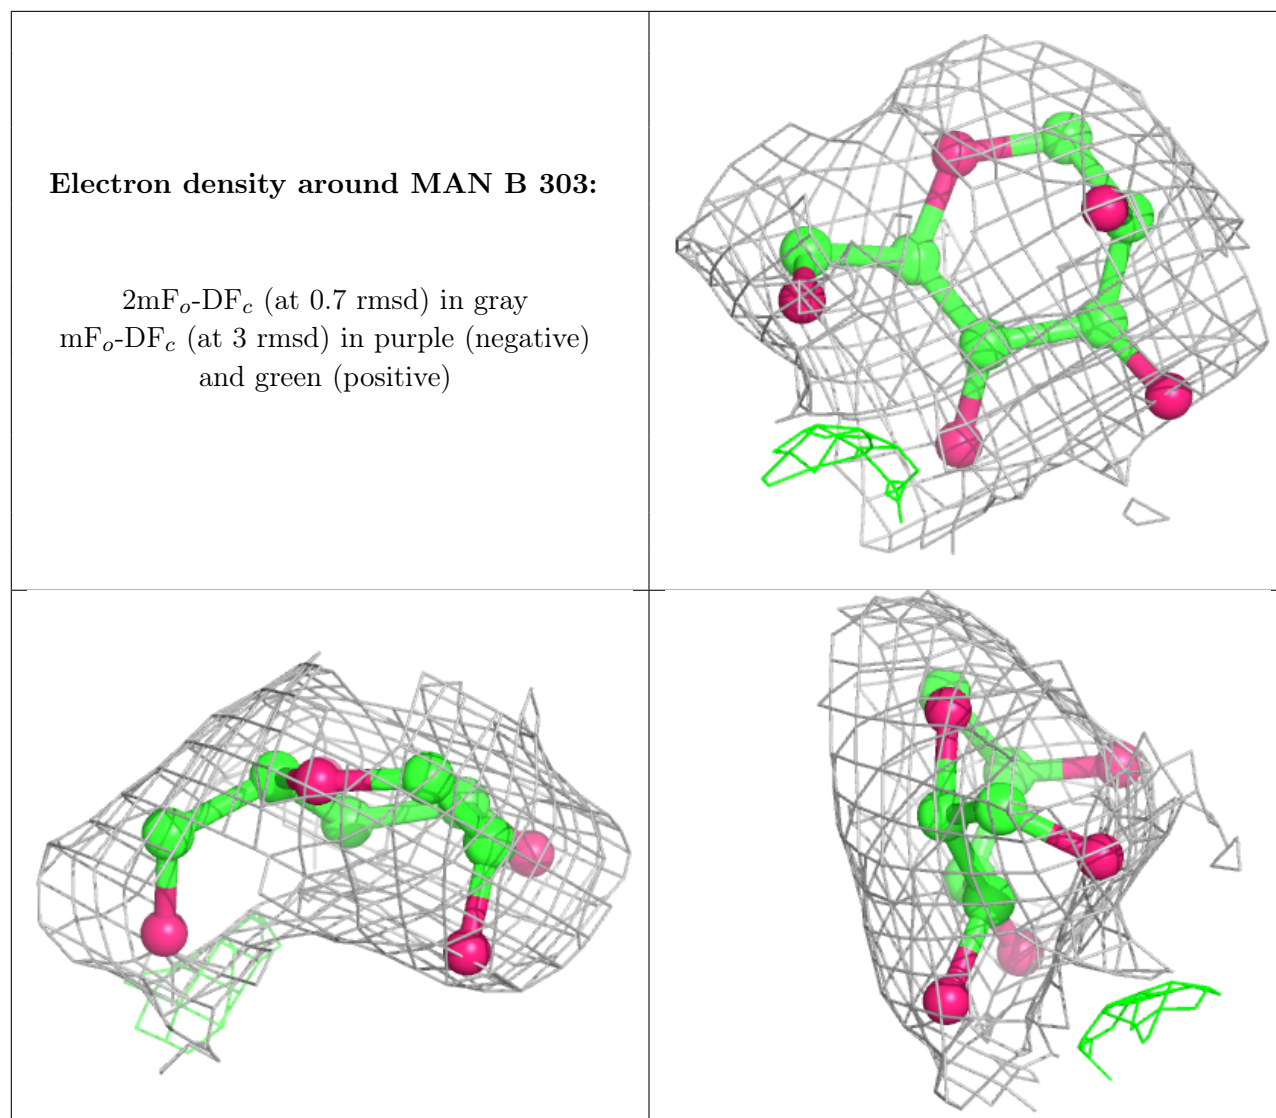 Electron density around MAN B 303:
2mFₒ-DF𝒸 (at 0.7 rmsd) in gray
mFₒ-DF𝒸 (at 3 rmsd) in purple (negative)
and green (positive)